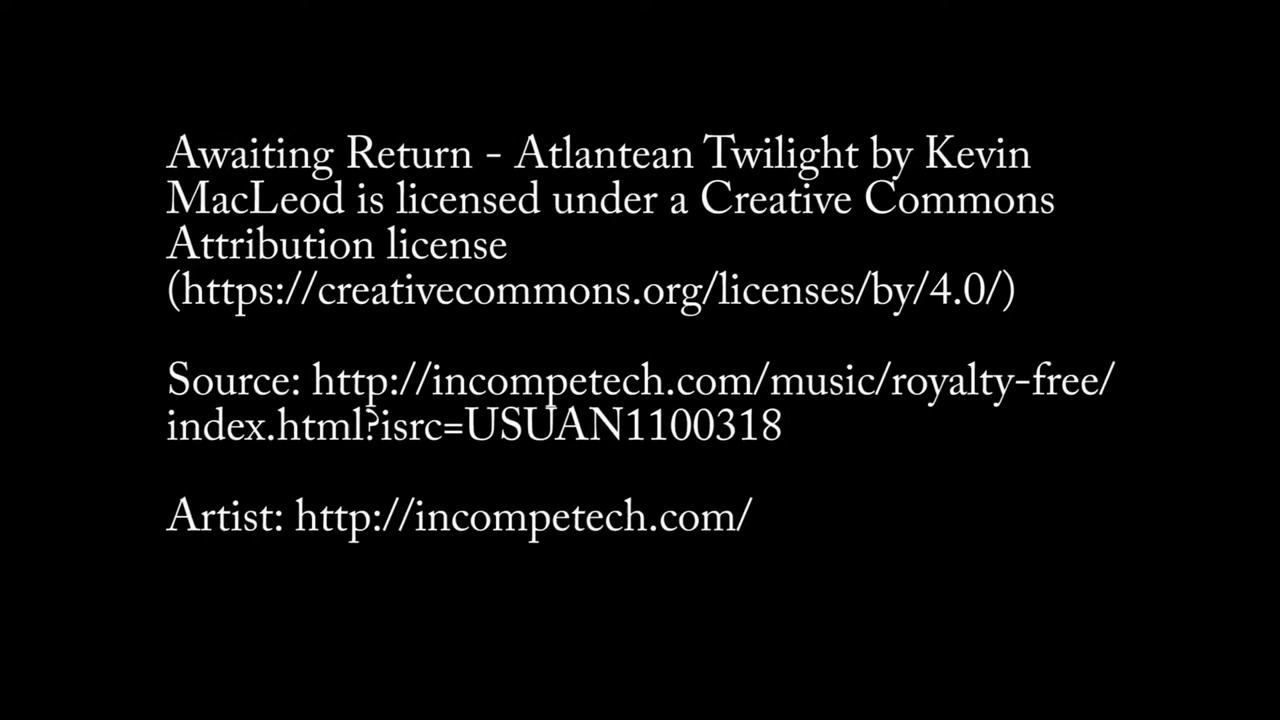 Awaiting Return - Atlantean Twilight by Kevin
MacLeod is licensed under a Creative Commons
Attribution license
(https://creativecommons.org/licenses/by/4.0/)
Source: http://incompetech.com/music/royalty-free/
index.html?isrc=USUAN1100318
Artist: http://incompetech.com/